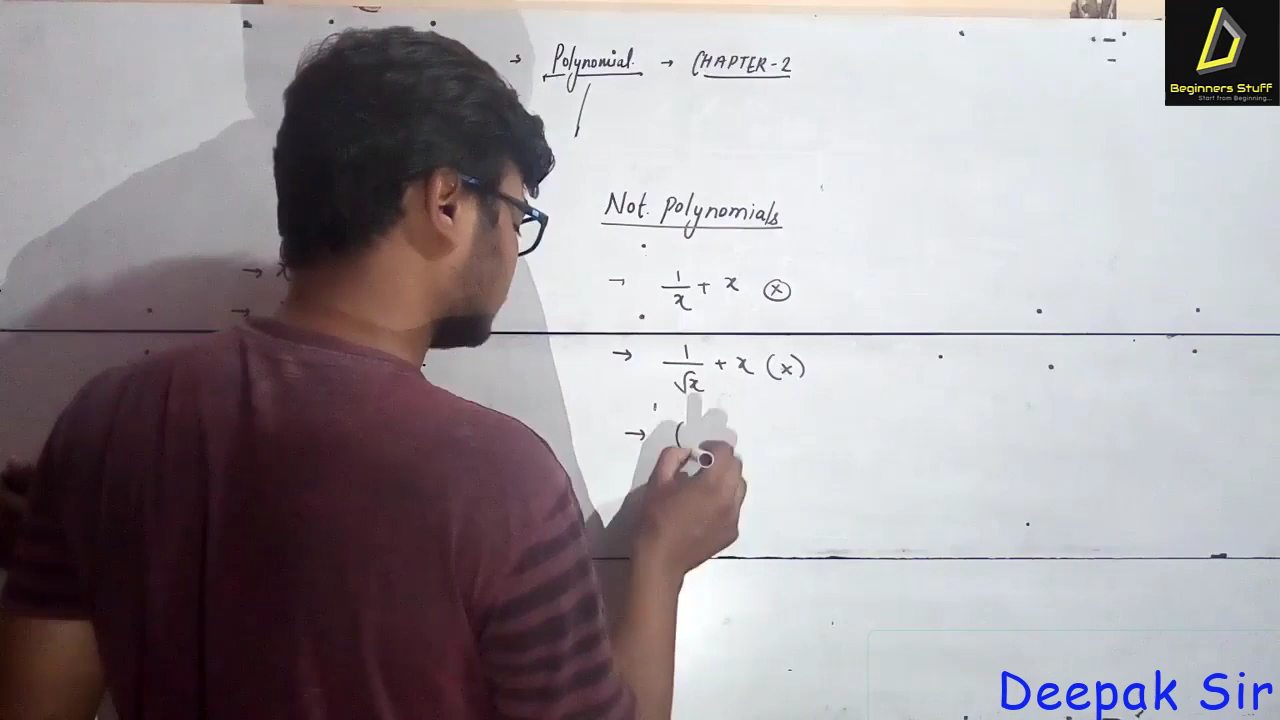 → Polynomial. → CHAPTER-2
Beginners Stuff
Start from Beginning...
Not. Polynomials
→ 1/x + x (x)
→ 1/√x + x (x)
→ (
→ x
→
Deepak Sir